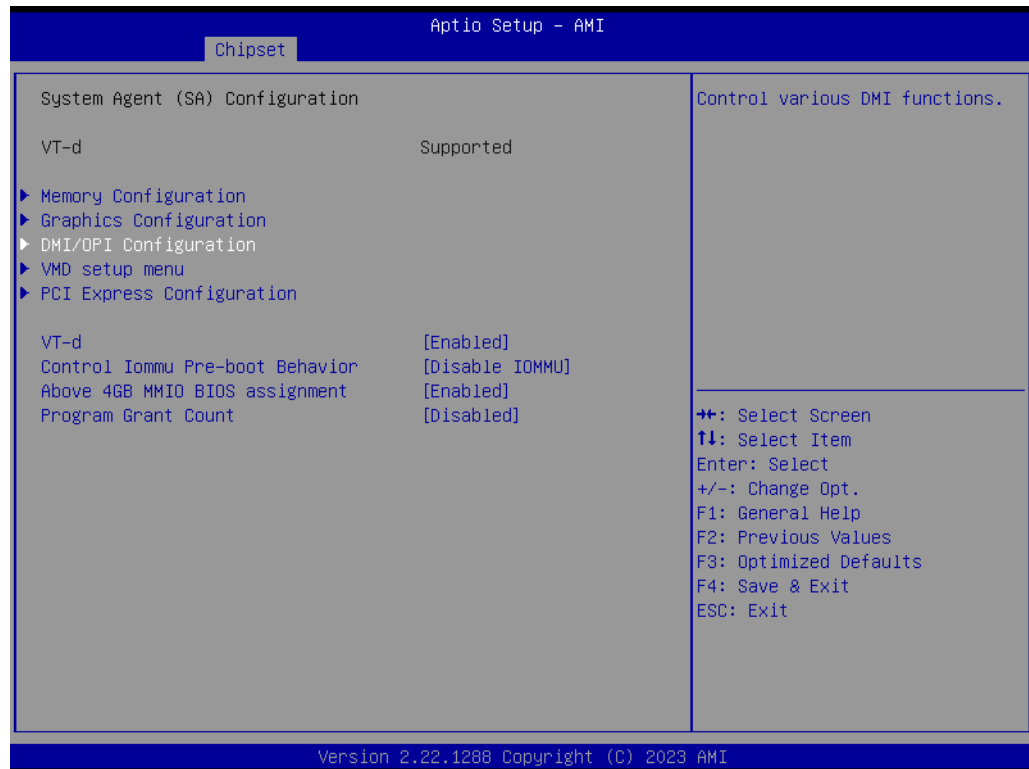 Aptio Setup – AMI
Chipset
System Agent (SA) Configuration
VT-d Supported
Memory Configuration
Graphics Configuration
DMI/OPI Configuration
VMD setup menu
PCI Express Configuration
VT-d [Enabled]
Control Iommu Pre-boot Behavior [Disable IOMMU]
Above 4GB MMIO BIOS assignment [Enabled]
Program Grant Count [Disabled]
Control various DMI functions.
→←: Select Screen
↑↓: Select Item
Enter: Select
+/-: Change Opt.
F1: General Help
F2: Previous Values
F3: Optimized Defaults
F4: Save & Exit
ESC: Exit
Version 2.22.1288 Copyright (C) 2023 AMI